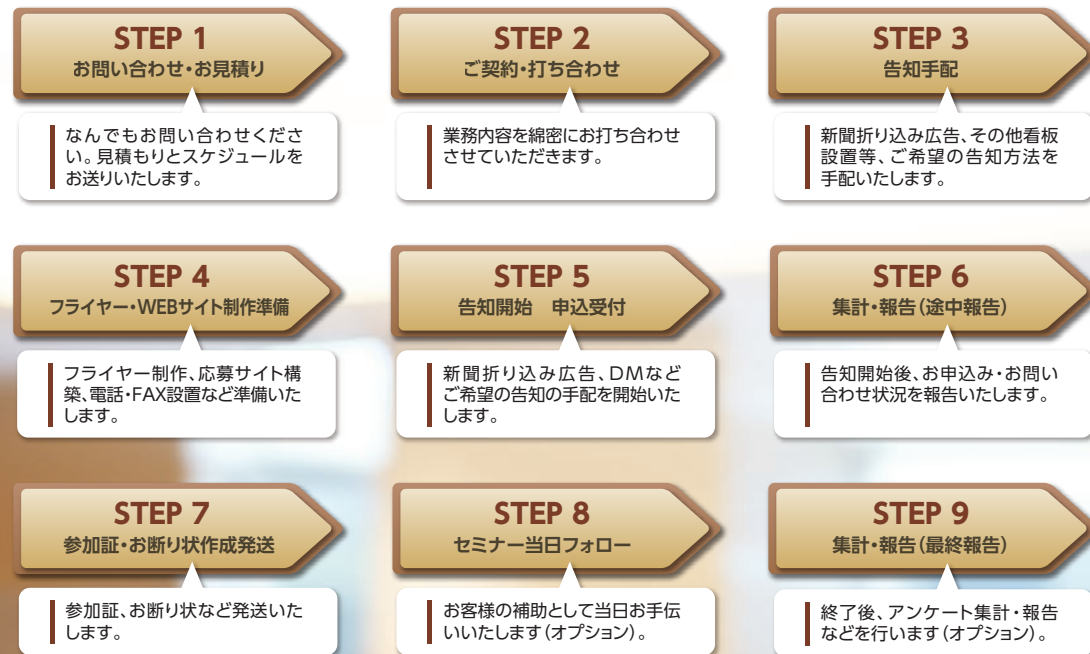 STEP 1
お問い合わせ・お見積り
なんでもお問い合わせくださ
い。見積もりとスケジュールを
お送りいたします。
STEP 2
ご契約・打ち合わせ
業務内容を綿密にお打ち合わせ
させていただきます。
STEP 3
告知手配
新聞折り込み広告、その他看板
設置等、ご希望の告知方法を
手配いたします。
STEP 4
フライヤー・WEBサイト制作準備
フライヤー制作、応募サイト構
築、電話・FAX設置など準備いた
します。
STEP 5
告知開始　申込受付
新聞折り込み広告、DMなど
ご希望の告知の手配を開始いた
します。
STEP 6
集計・報告（途中報告）
告知開始後、お申込み・お問い
合わせ状況を報告いたします。
STEP 7
参加証・お断り状作成発送
参加証、お断り状など発送いた
します。
STEP 8
セミナー当日フォロー
お客様の補助として当日お手伝
いいたします（オプション）。
STEP 9
集計・報告（最終報告）
終了後、アンケート集計・報告
などを行います（オプション）。